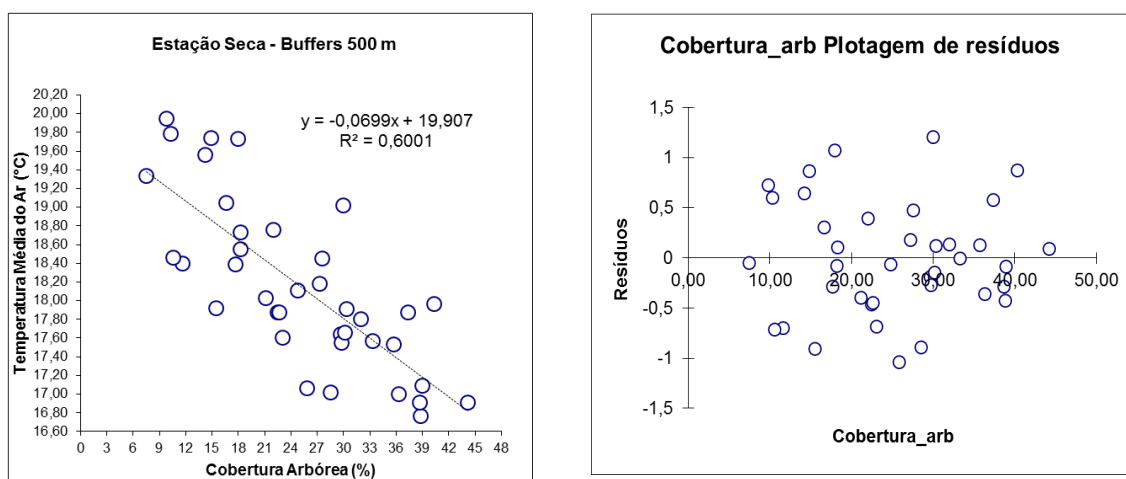 Estação Seca - Buffers 500 m
y = -0,0699x + 19,907
R² = 0,6001
Temperatura Média do Ar (°C)
20,20
20,00
19,80
19,60
19,40
19,20
19,00
18,80
18,60
18,40
18,20
18,00
17,80
17,60
17,40
17,20
17,00
16,80
16,60
0 3 6 9 12 15 18 21 24 27 30 33 36 39 42 45 48
Cobertura Arbórea (%)
Cobertura_arb Plotagem de resíduos
Resíduos
1,5
1
0,5
0
-0,5
-1
-1,5
0,00 10,00 20,00 30,00 40,00 50,00
Cobertura_arb